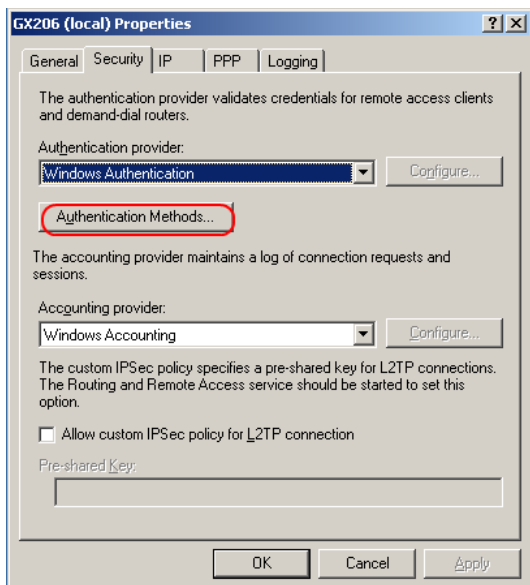 GX206 (local) Properties
General Security IP PPP Logging
The authentication provider validates credentials for remote access clients
and demand-dial routers.
Authentication provider:
Windows Authentication
Configure...
Authentication Methods...
The accounting provider maintains a log of connection requests and
sessions.
Accounting provider:
Windows Accounting
Configure...
The custom IPSec policy specifies a pre-shared key for L2TP connections.
The Routing and Remote Access service should be started to set this
option.
Allow custom IPSec policy for L2TP connection
Pre-shared Key:
OK Cancel Apply